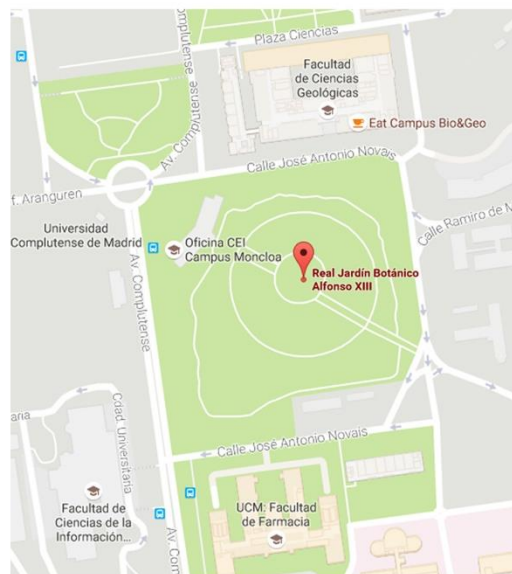 Plaza Ciencias
Av. Complutense
Facultad
de Ciencias
Geológicas
Eat Campus Bio&Geo
Calle José Antonio Novais
f. Aranguren
Universidad
Complutense de Madrid
Oficina CEI
Campus Moncloa
Calle Ramiro de M
Real Jardín Botánico
Alfonso XIII
Av. Complutense
Cdad. Universitaria
aria
Calle José Antonio Novais
Facultad de
Ciencias de la
Información...
UCM: Facultad
de Farmacia
Av. Comp